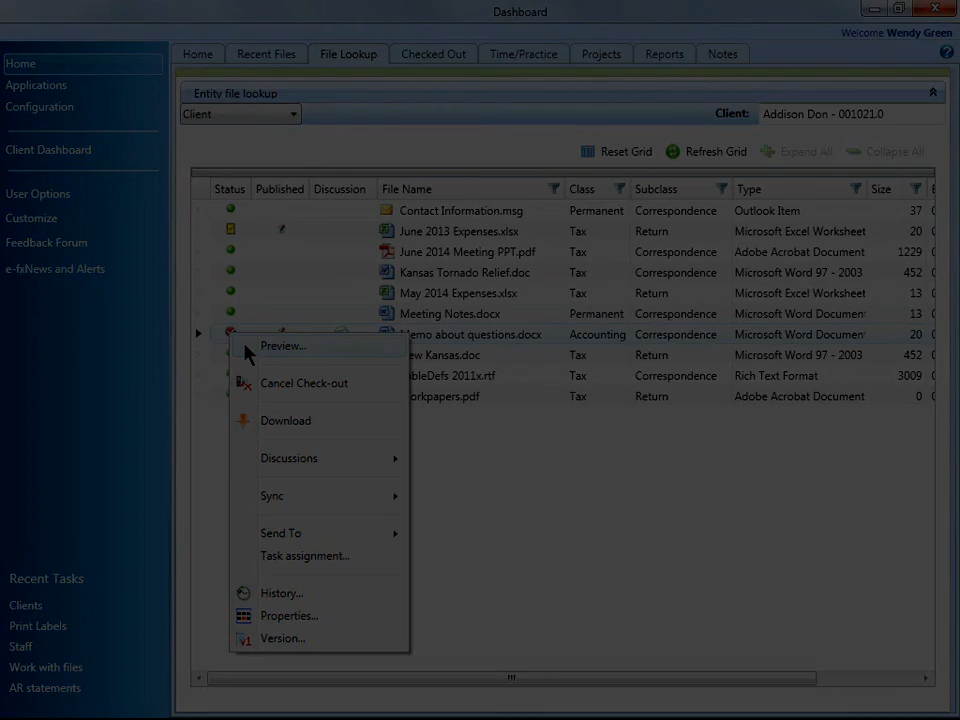 Dashboard
Welcome Wendy Green
Home
Applications
Configuration
Client Dashboard
User Options
Customize
Feedback Forum
e-fxNews and Alerts
Recent Tasks
Clients
Print Labels
Staff
Work with files
AR statements
Home Recent Files File Lookup Checked Out Time/Practice Projects Reports Notes
Entity file lookup
Client Client: Addison Don - 001021.0
Reset Grid Refresh Grid Expand All Collapse All
Status Published Discussion File Name Class Subclass Type Size
Contact Information.msg Permanent Correspondence Outlook Item 37
June 2013 Expenses.xlsx Tax Return Microsoft Excel Worksheet 20
June 2014 Meeting PPT.pdf Tax Correspondence Adobe Acrobat Document 1229
Kansas Tornado Relief.doc Tax Correspondence Microsoft Word 97 - 2003 452
May 2014 Expenses.xlsx Tax Return Microsoft Excel Worksheet 13
Meeting Notes.docx Permanent Correspondence Microsoft Word Document 13
Memo about questions.docx Accounting Correspondence Microsoft Word Document 20
ew Kansas.doc Tax Correspondence Microsoft Word 97 - 2003 452
ableDefs 2011x.rtf Tax Correspondence Rich Text Format 3009
orkpapers.pdf Tax Return Adobe Acrobat Document 0
Preview...
Cancel Check-out
Download
Discussions
Sync
Send To
Task assignment...
History...
Properties...
V1 Version...